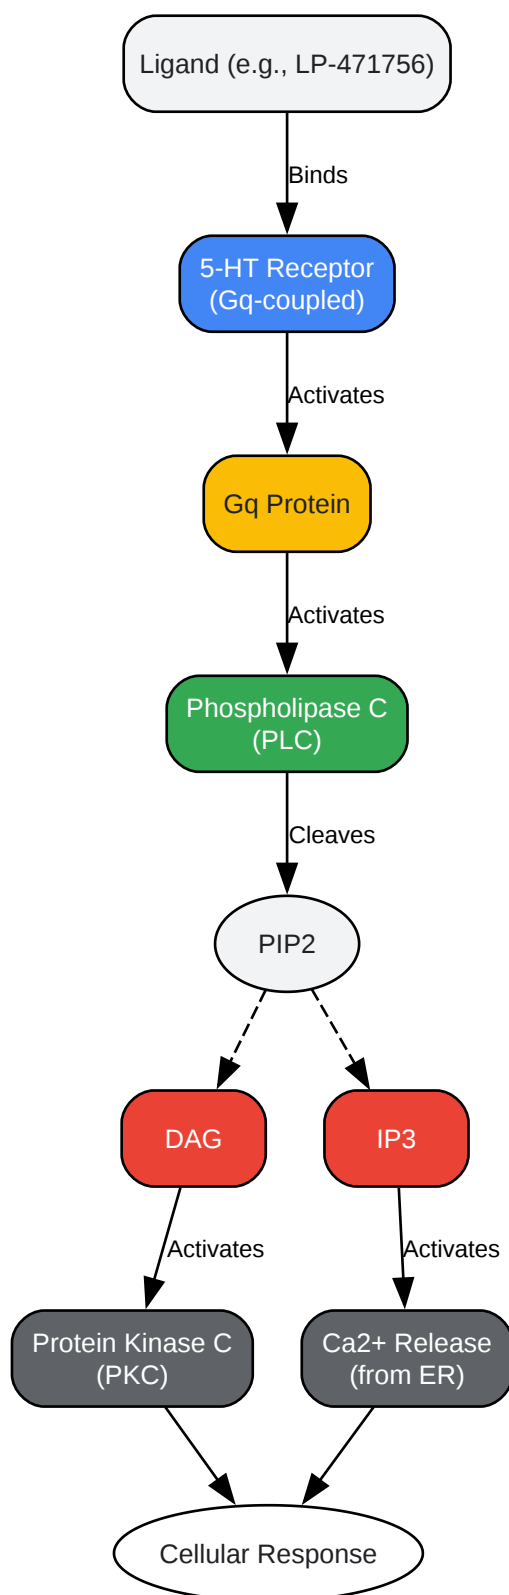 Ligand (e.g., LP-471756)
Binds
5-HT Receptor
(Gq-coupled)
Activates
Gq Protein
Activates
Phospholipase C
(PLC)
Cleaves
PIP2
DAG
IP3
Activates
Activates
Protein Kinase C
(PKC)
Ca2+ Release
(from ER)
Cellular Response